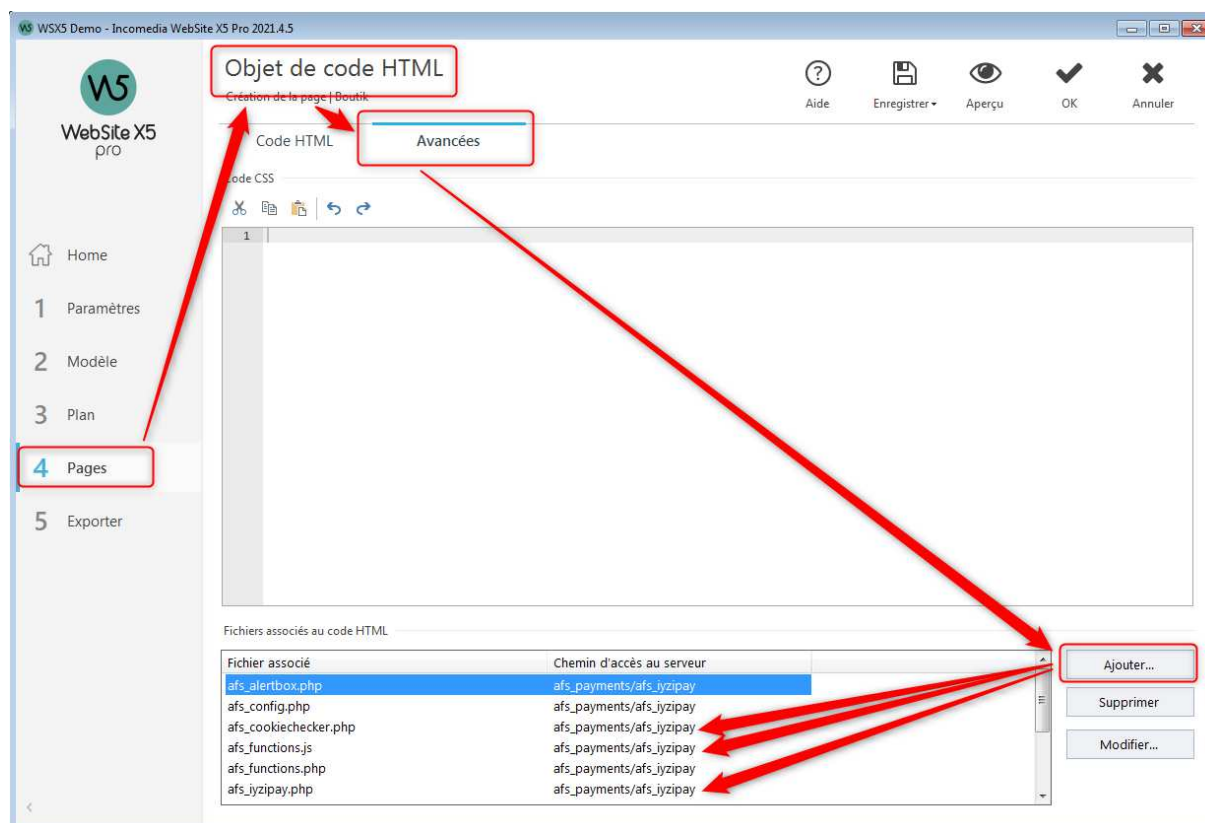 WSX5 Demo - Incomedia WebSite X5 Pro 2021.4.5
W5
WebSite X5
pro
Objet de code HTML
Création de la page | Boutik
Aide
Enregistrer
Aperçu
OK
Annuler
Code HTML
Avancées
Code CSS
1
Home
1 Paramètres
2 Modèle
3 Plan
4 Pages
5 Exporter
Fichiers associés au code HTML
Fichier associé Chemin d'accès au serveur
afs_alertbox.php afs_payments/afs_iyzipay
afs_config.php afs_payments/afs_iyzipay
afs_cookiechecker.php afs_payments/afs_iyzipay
afs_functions.js afs_payments/afs_iyzipay
afs_functions.php afs_payments/afs_iyzipay
afs_iyzipay.php afs_payments/afs_iyzipay
Ajouter...
Supprimer
Modifier...